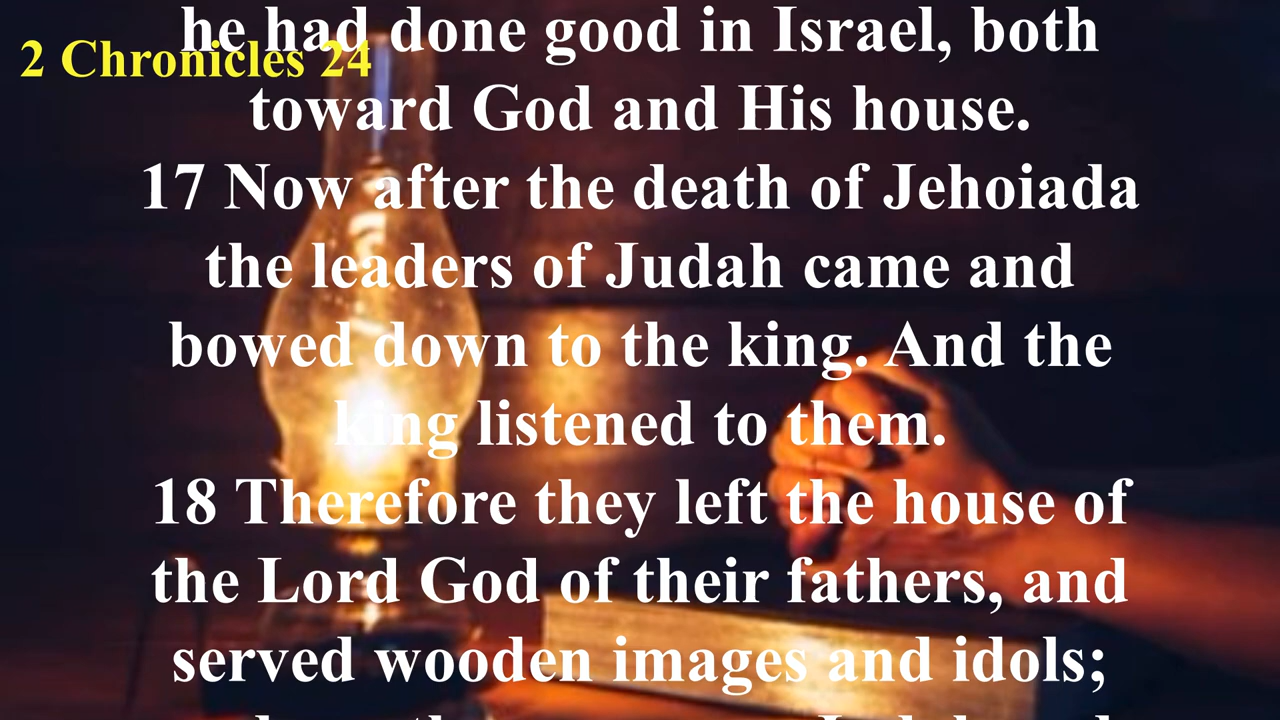 he had done good in Israel, both
2 Chronicles 24
toward God and His house.
17 Now after the death of Jehoiada
the leaders of Judah came and
bowed down to the king. And the
king listened to them.
18 Therefore they left the house of
the Lord God of their fathers, and
served wooden images and idols;